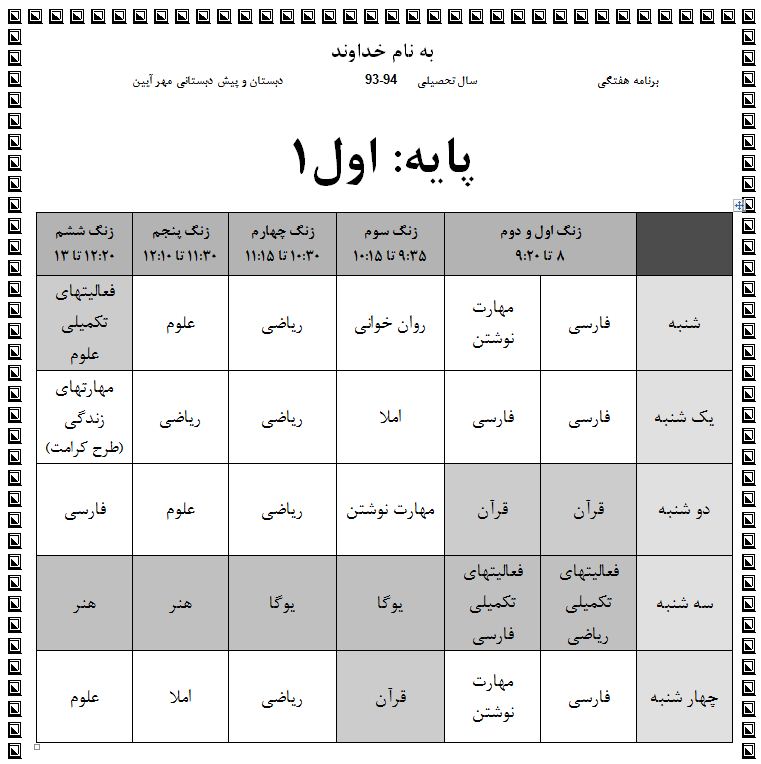 به نام خداوند
برنامه هفتگی سال تحصیلی 93-94 دبستان و پیش دبستانی مهر آیین
پایه: اول۱
زنگ اول و دوم زنگ سوم زنگ چهارم زنگ پنجم زنگ ششم
۸ تا ۹:۲۰ ۹:۳۵ تا ۱۰:۱۵ ۱۰:۳۰ تا ۱۱:۱۵ ۱۱:۳۰ تا ۱۲:۱۰ ۱۲:۲۰ تا ۱۳
شنبه فارسی مهارت نوشتن روان خوانی ریاضی علوم فعالیتهای تکمیلی علوم
یک شنبه فارسی فارسی املا ریاضی ریاضی مهارتهای زندگی (طرح کرامت)
دو شنبه قرآن قرآن مهارت نوشتن ریاضی علوم فارسی
سه شنبه فعالیتهای تکمیلی ریاضی فعالیتهای تکمیلی فارسی یوگا یوگا هنر هنر
چهار شنبه فارسی مهارت نوشتن قرآن ریاضی املا علوم